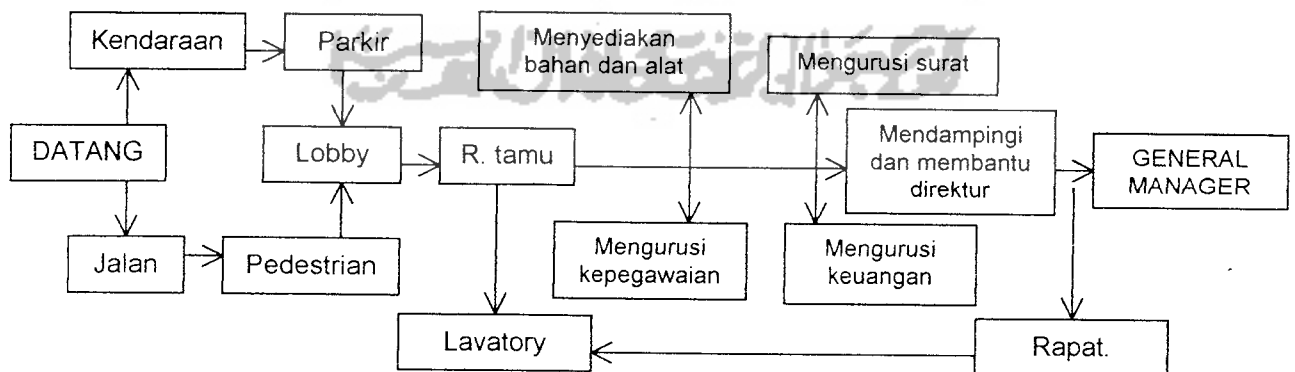 Kendaraan
Parkir
Menyediakan
bahan dan alat
Mengurusi surat
DATANG
Lobby
R. tamu
Mendampingi
dan membantu
direktur
GENERAL
MANAGER
Jalan
Pedestrian
Mengurusi
kepegawaian
Mengurusi
keuangan
Lavatory
Rapat.